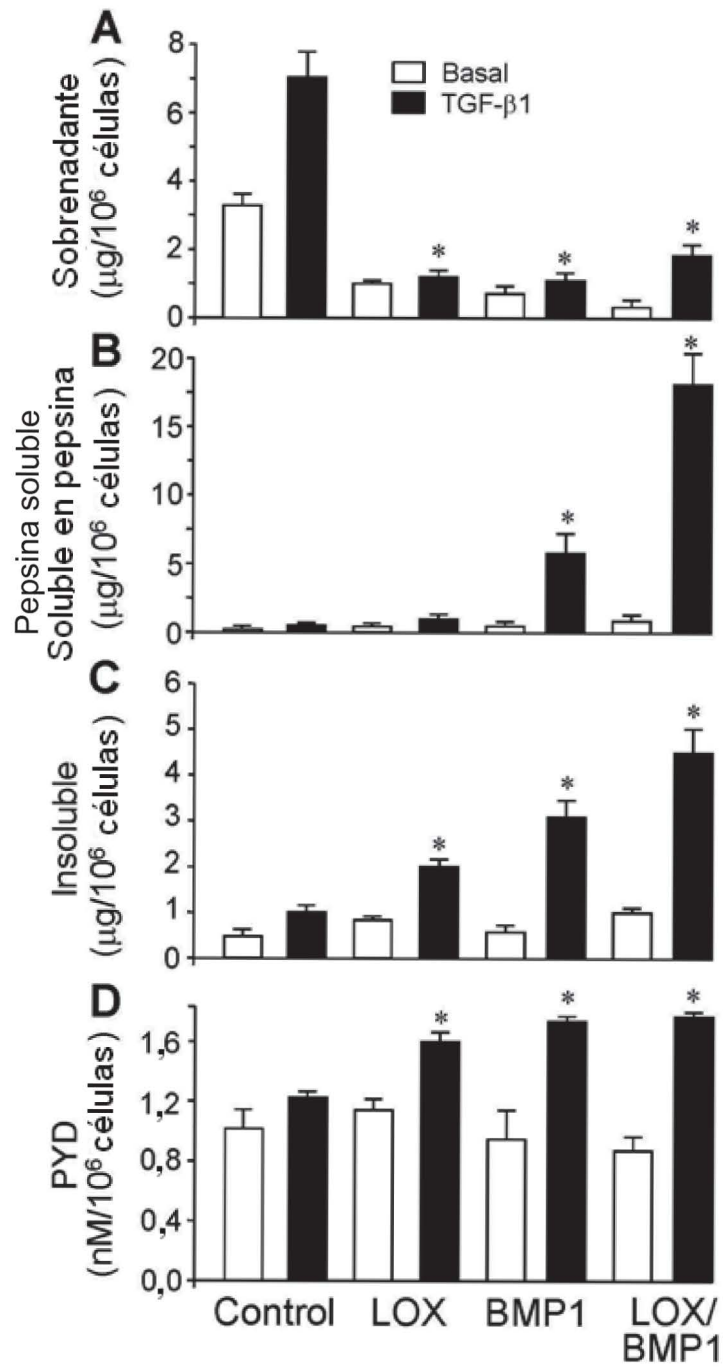 A
Sobrenadante
(μg/10⁶ células)
8
6
4
2
0
Basal
TGF-β1
*
*
*
B
Pepsina soluble
Soluble en pepsina
(μg/10⁶ células)
20
15
10
5
0
*
*
C
Insoluble
(μg/10⁶ células)
6
5
4
3
2
1
0
*
*
*
D
PYD
(nM/10⁶ células)
1,6
1,2
0,8
0,4
0,0
*
*
*
Control
LOX
BMP1
LOX/
BMP1